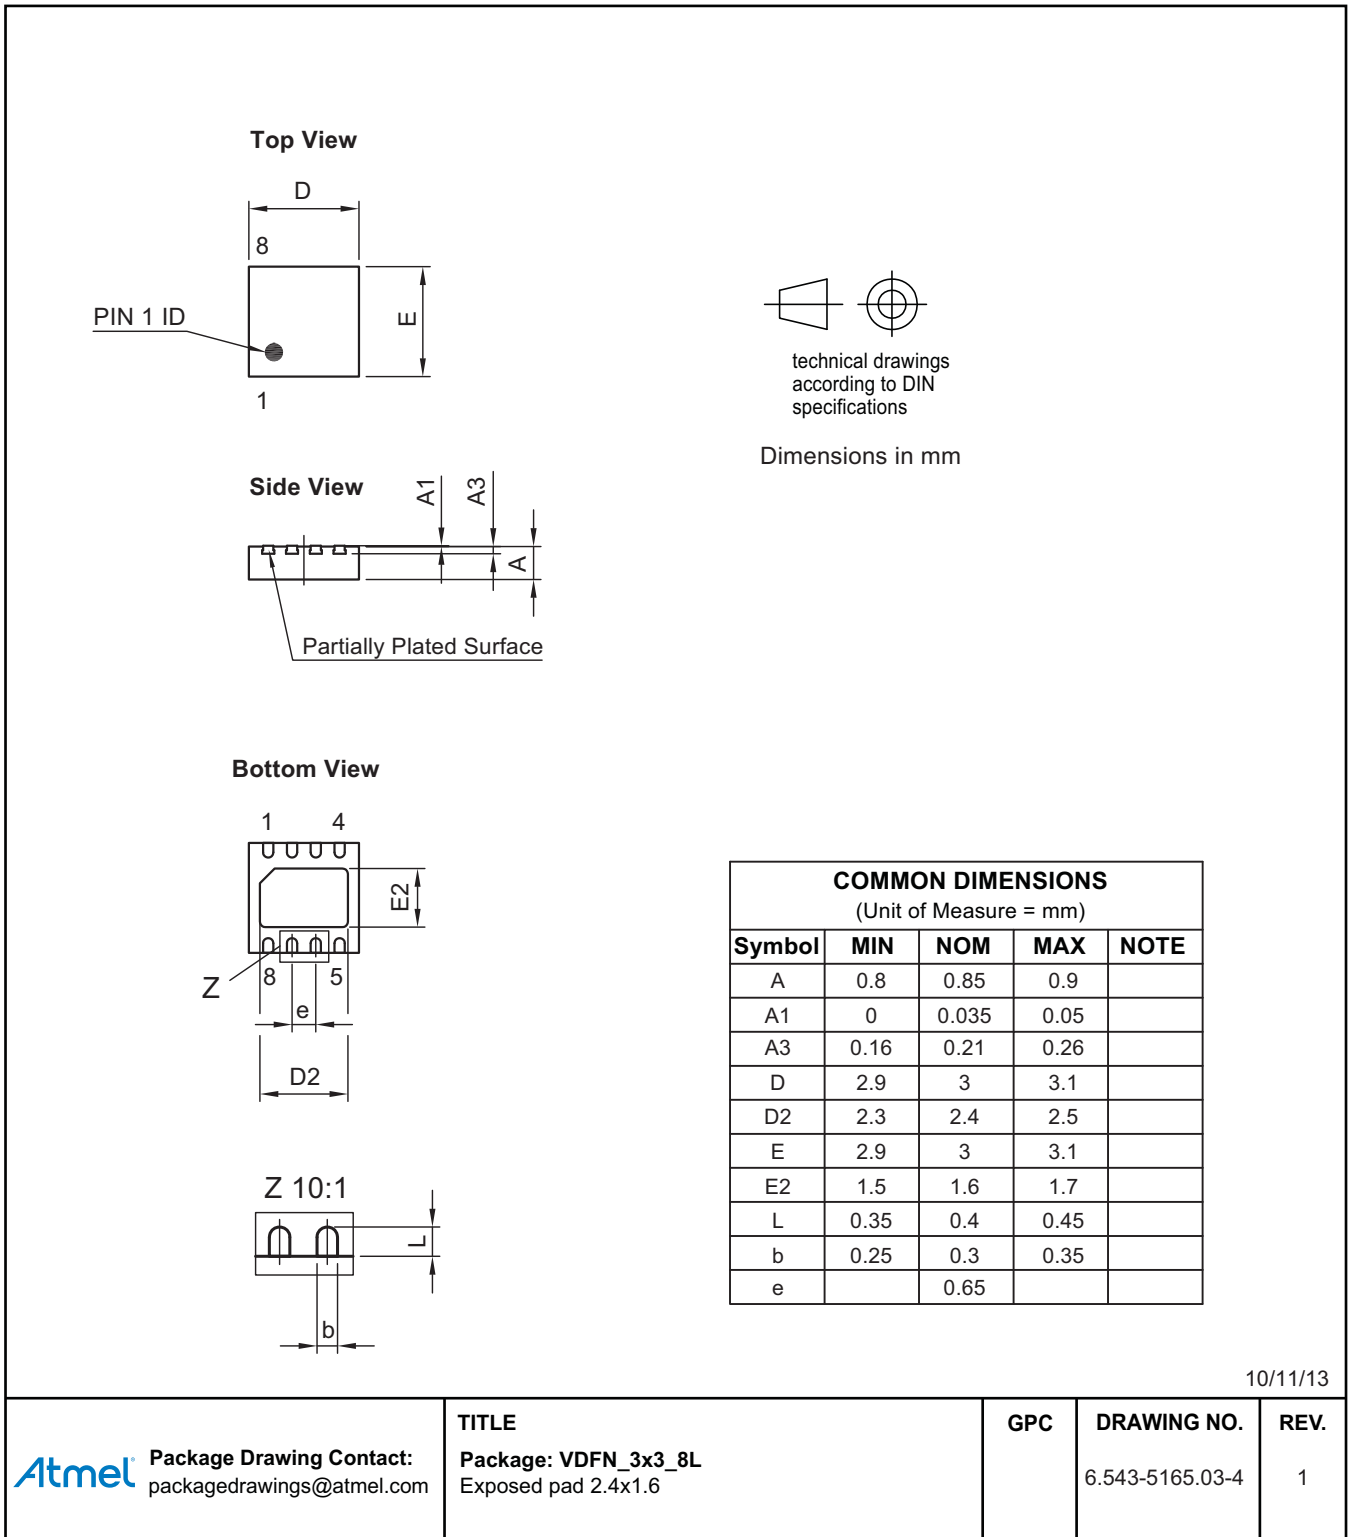 Top View
D
8
PIN 1 ID
E
1
technical drawings
according to DIN
specifications
Dimensions in mm
Side View
A1
A3
A
Partially Plated Surface
Bottom View
1 4
E2
Z
8 5
e
D2
Z 10:1
L
b
COMMON DIMENSIONS
(Unit of Measure = mm)
Symbol MIN NOM MAX NOTE
A 0.8 0.85 0.9
A1 0 0.035 0.05
A3 0.16 0.21 0.26
D 2.9 3 3.1
D2 2.3 2.4 2.5
E 2.9 3 3.1
E2 1.5 1.6 1.7
L 0.35 0.4 0.45
b 0.25 0.3 0.35
e 0.65
10/11/13
Atmel
Package Drawing Contact:
packagedrawings@atmel.com
TITLE
Package: VDFN_3x3_8L
Exposed pad 2.4x1.6
GPC
DRAWING NO.
6.543-5165.03-4
REV.
1